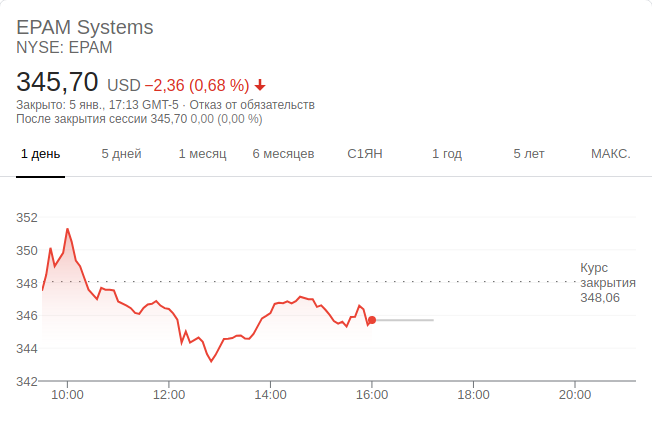 EPAM Systems
NYSE: EPAM
345,70 USD −2,36 (0,68 %)
Закрыто: 5 янв., 17:13 GMT-5 · Отказ от обязательств
После закрытия сессии 345,70 0,00 (0,00 %)
1 день 5 дней 1 месяц 6 месяцев С1ЯН 1 год 5 лет МАКС.
352
350
348
346
344
342
Курс
закрытия
348,06
10:00 12:00 14:00 16:00 18:00 20:00